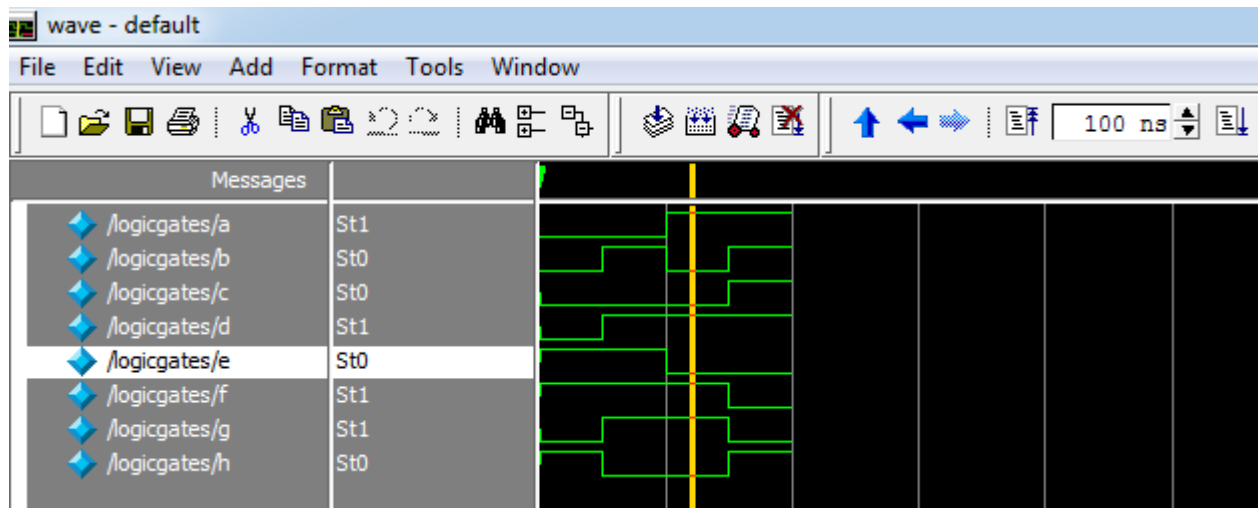 wave - default
File Edit View Add Format Tools Window
100 ns
Messages
/logicgates/a St1
/logicgates/b St0
/logicgates/c St0
/logicgates/d St1
/logicgates/e St0
/logicgates/f St1
/logicgates/g St1
/logicgates/h St0